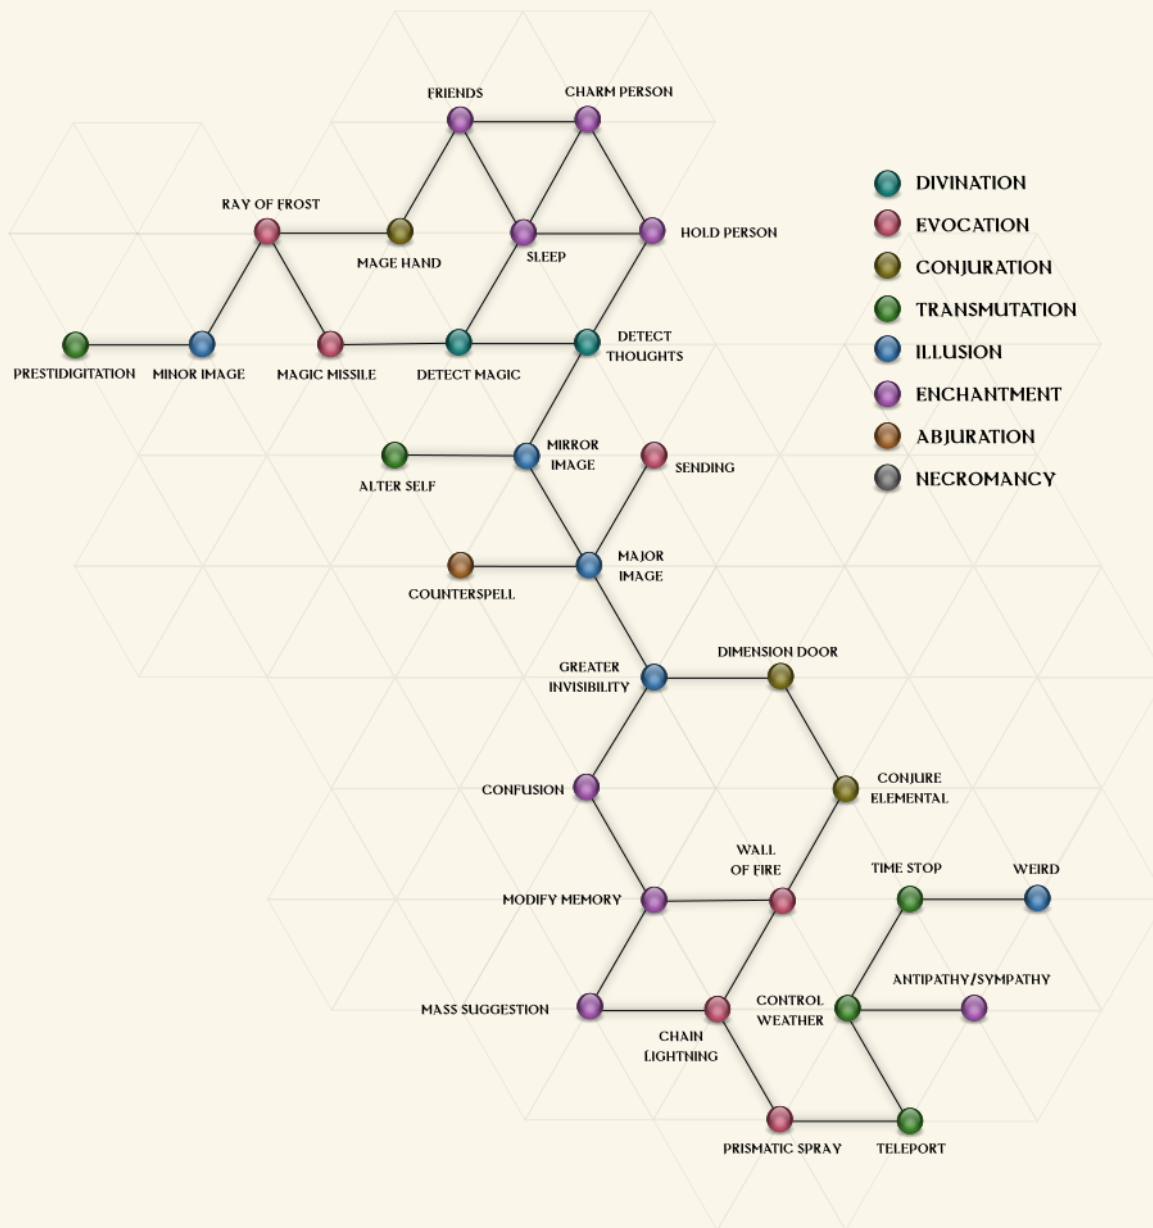 FRIENDS
CHARM PERSON
RAY OF FROST
MAGE HAND
SLEEP
HOLD PERSON
PRESTIDIGITATION
MINOR IMAGE
MAGIC MISSILE
DETECT MAGIC
DETECT
THOUGHTS
ALTER SELF
MIRROR
IMAGE
SENDING
COUNTERSPELL
MAJOR
IMAGE
GREATER
INVISIBILITY
DIMENSION DOOR
CONFUSION
CONJURE
ELEMENTAL
MODIFY MEMORY
WALL
OF FIRE
TIME STOP
WEIRD
MASS SUGGESTION
CHAIN
LIGHTNING
CONTROL
WEATHER
ANTIPATHY/SYMPATHY
PRISMATIC SPRAY
TELEPORT
DIVINATION
EVOCATION
CONJURATION
TRANSMUTATION
ILLUSION
ENCHANTMENT
ABJURATION
NECROMANCY